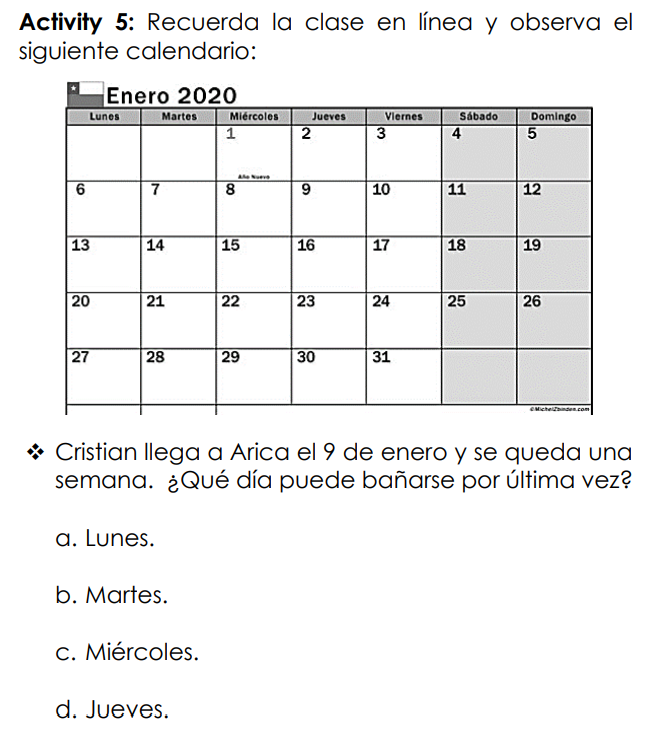 Activity 5: Recuerda la clase en línea y observa el
siguiente calendario:
Enero 2020
Lunes Martes Miércoles Jueves Viernes Sábado Domingo
1 2 3 4 5
Año Nuevo
6 7 8 9 10 11 12
13 14 15 16 17 18 19
20 21 22 23 24 25 26
27 28 29 30 31
©MichelZbinden.com
❖ Cristian llega a Arica el 9 de enero y se queda una
semana. ¿Qué día puede bañarse por última vez?
a. Lunes.
b. Martes.
c. Miércoles.
d. Jueves.